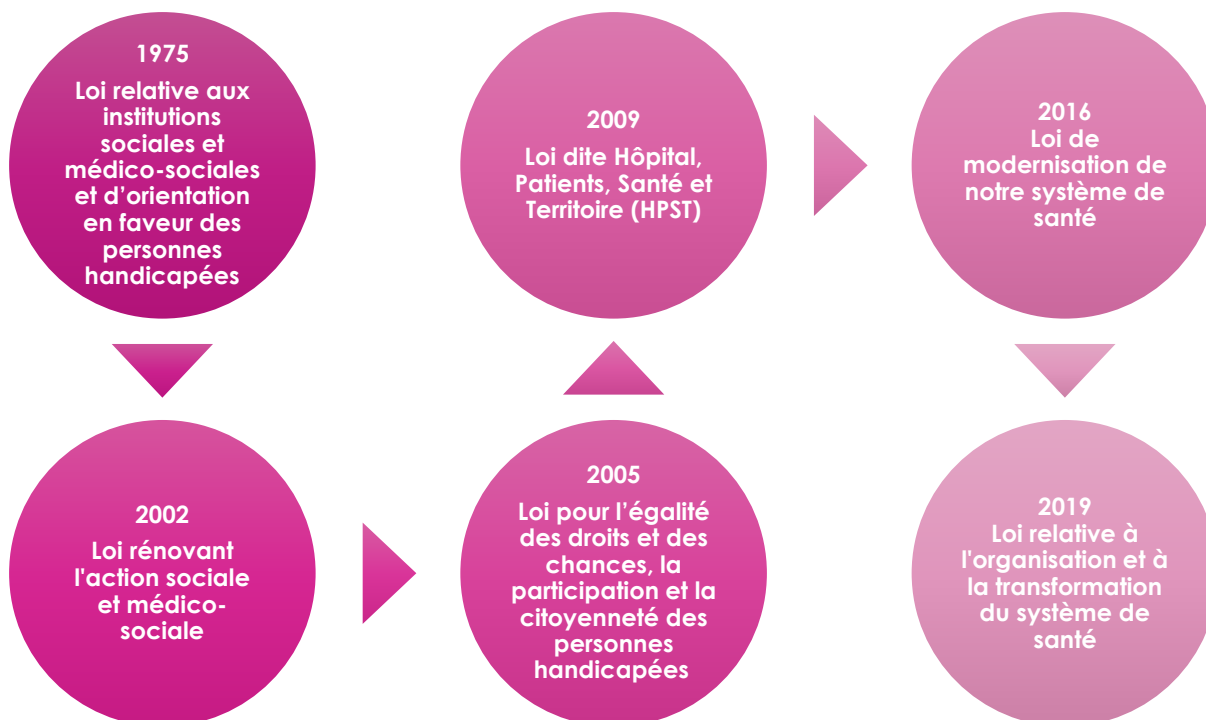 1975
Loi relative aux
institutions
sociales et
médico-sociales
et d’orientation
en faveur des
personnes
handicapées
2002
Loi rénovant
l'action sociale
et médico-
sociale
2005
Loi pour l’égalité
des droits et des
chances, la
participation et la
citoyenneté des
personnes
handicapées
2009
Loi dite Hôpital,
Patients, Santé et
Territoire (HPST)
2016
Loi de
modernisation de
notre système de
santé
2019
Loi relative à
l'organisation et à
la transformation
du système de
santé